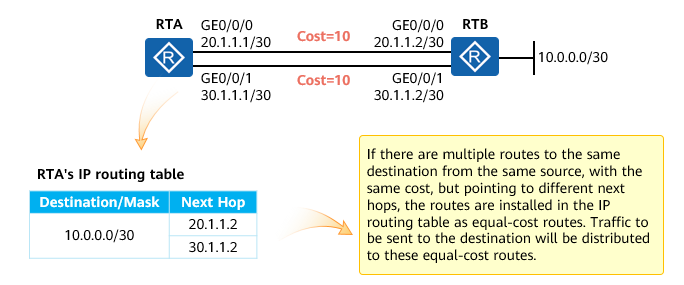 RTA
GE0/0/0
20.1.1.1/30
Cost=10
GE0/0/0
20.1.1.2/30
RTB
R
R
10.0.0.0/30
GE0/0/1
30.1.1.1/30
Cost=10
GE0/0/1
30.1.1.2/30
RTA's IP routing table
Destination/Mask Next Hop
10.0.0.0/30
20.1.1.2
30.1.1.2
If there are multiple routes to the same
destination from the same source, with the
same cost, but pointing to different next
hops, the routes are installed in the IP
routing table as equal-cost routes. Traffic to
be sent to the destination will be distributed
to these equal-cost routes.